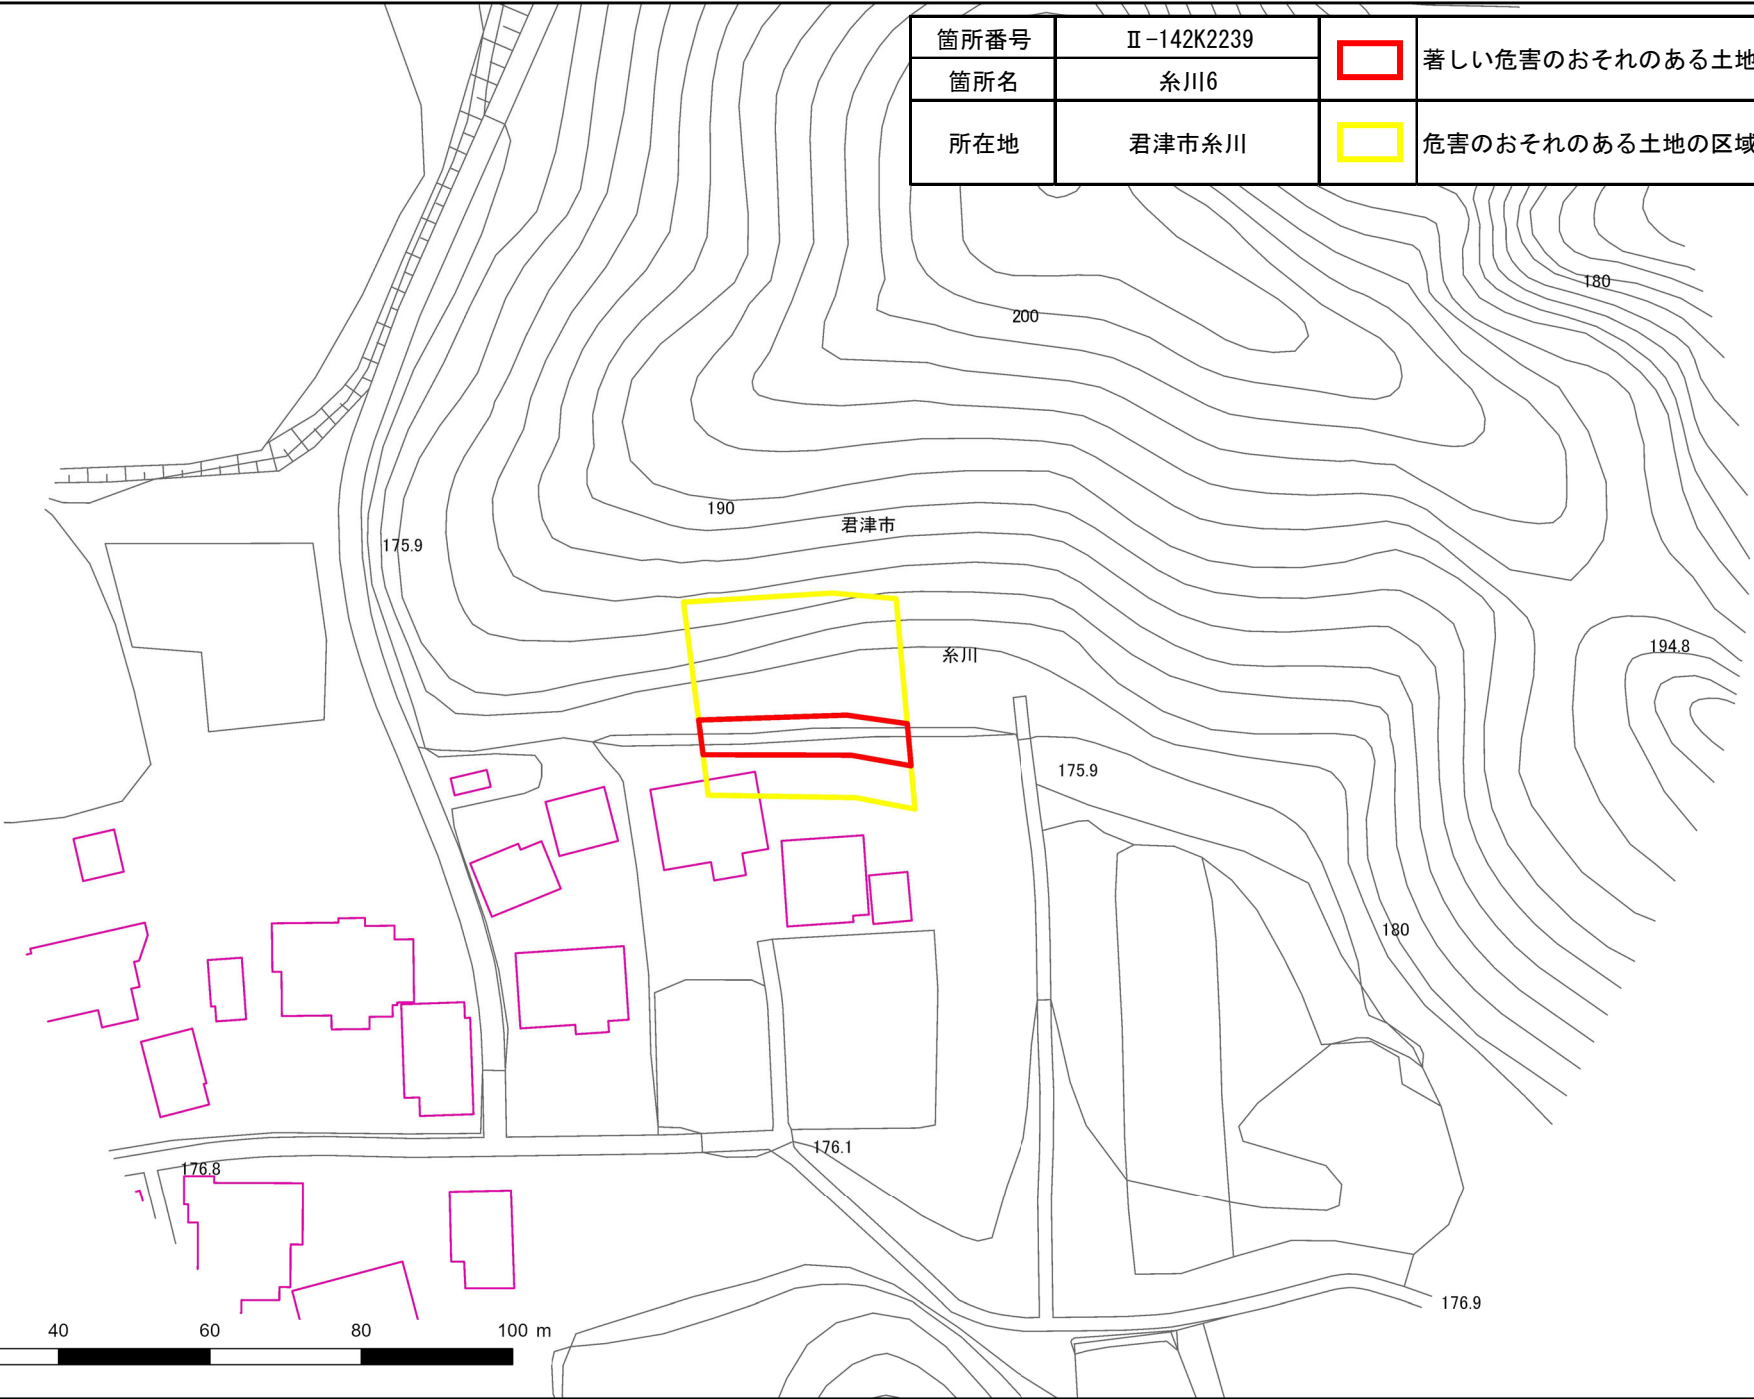 箇所番号 Ⅱ-142K2239
著しい危害のおそれのある土地
箇所名 糸川6
所在地 君津市糸川
危害のおそれのある土地の区域
180
200
190
君津市
175.9
糸川
194.8
175.9
180
176.1
176.8
176.9
40 60 80 100 m